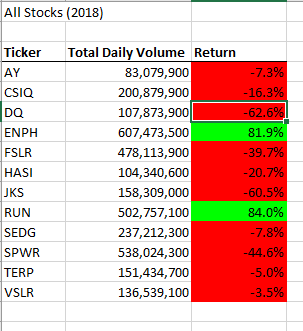 All Stocks (2018)
Ticker Total Daily Volume Return
AY 83,079,900 -7.3%
CSIQ 200,879,900 -16.3%
DQ 107,873,900 -62.6%
ENPH 607,473,500 81.9%
FSLR 478,113,900 -39.7%
HASI 104,340,600 -20.7%
JKS 158,309,000 -60.5%
RUN 502,757,100 84.0%
SEDG 237,212,300 -7.8%
SPWR 538,024,300 -44.6%
TERP 151,434,700 -5.0%
VSLR 136,539,100 -3.5%